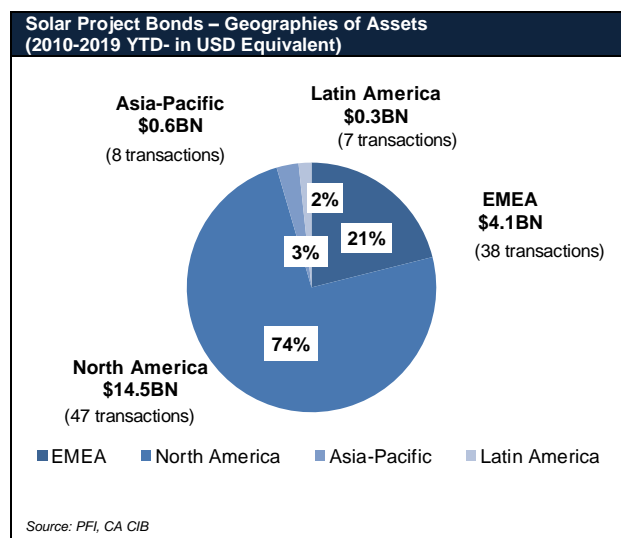 Solar Project Bonds – Geographies of Assets
(2010-2019 YTD- in USD Equivalent)
Latin America
$0.3BN
(7 transactions)
Asia-Pacific
$0.6BN
(8 transactions)
EMEA
$4.1BN
(38 transactions)
2%
21%
3%
74%
North America
$14.5BN
(47 transactions)
EMEA North America Asia-Pacific Latin America
Source: PFI, CA CIB